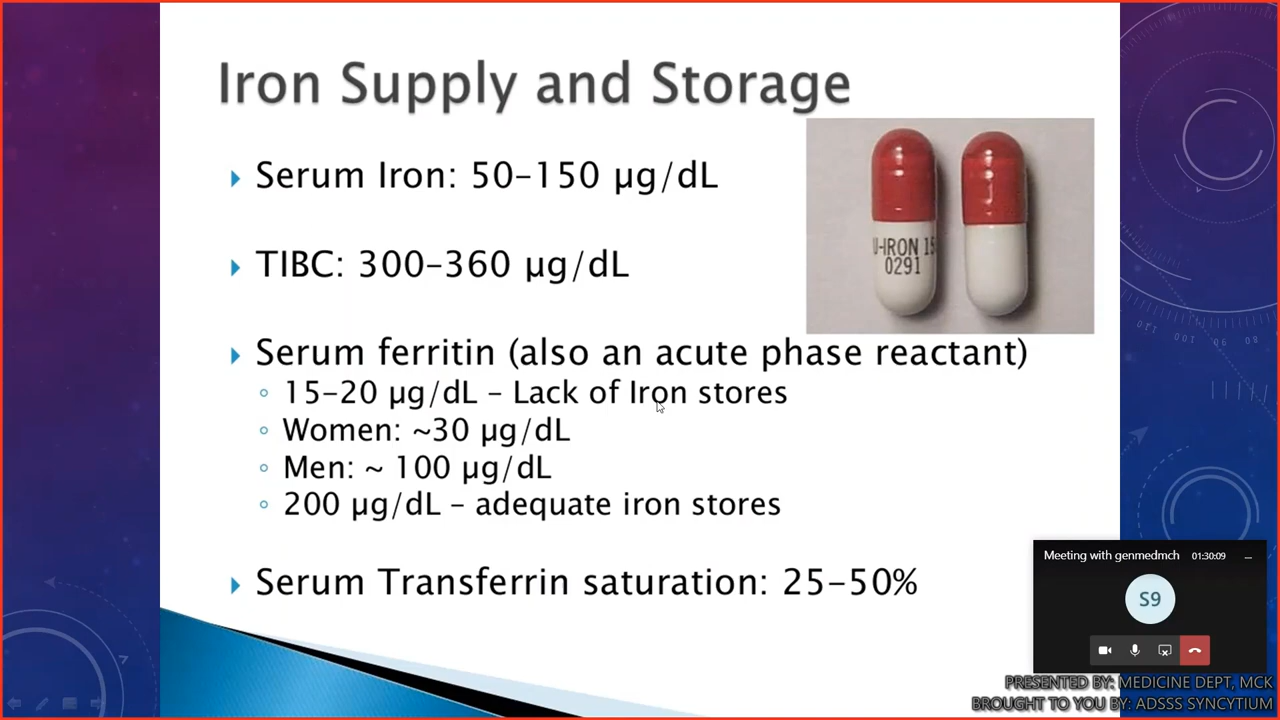 Iron Supply and Storage
Serum Iron: 50–150 µg/dL
U-IRON 15
0291
TIBC: 300–360 µg/dL
Serum ferritin (also an acute phase reactant)
15–20 µg/dL – Lack of Iron stores
Women: ~30 µg/dL
Men: ~ 100 µg/dL
200 µg/dL – adequate iron stores
Serum Transferrin saturation: 25–50%
Meeting with genmedmch 01:30:09
S9
PRESENTED BY: MEDICINE DEPT, MCK
BROUGHT TO YOU BY: ADSSS SYNCYTIUM
110 90 80